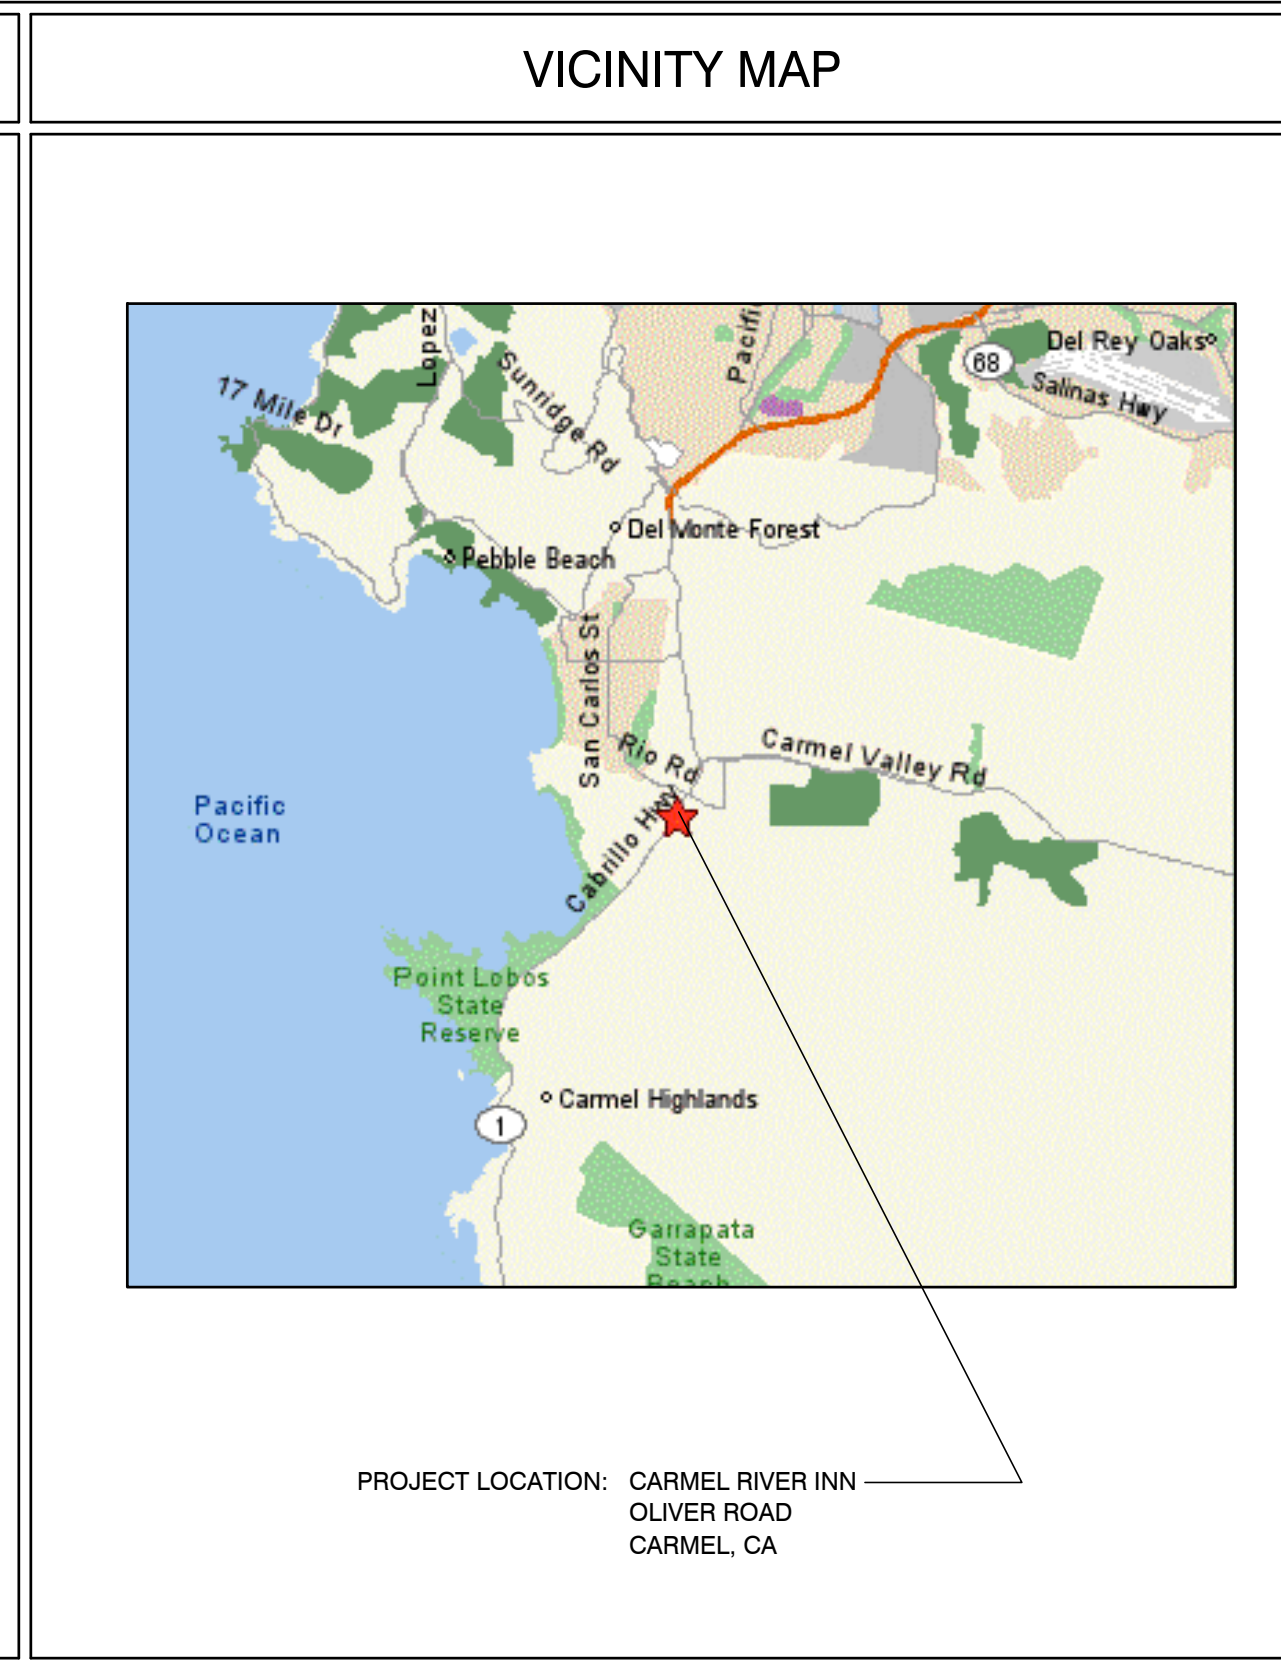 VICINITY MAP
Lopez
Pacific
Del Rey Oaks
68
Salinas Hwy
Sunridge Rd
17 Mile Dr
Del Monte Forest
Pebble Beach
San Carlos St
Rio Rd
Carmel Valley Rd
Pacific
Ocean
Cabrillo Hwy
Point Lobos
State
Reserve
Carmel Highlands
1
Garrapata
State
Beach
PROJECT LOCATION: CARMEL RIVER INN
OLIVER ROAD
CARMEL, CA